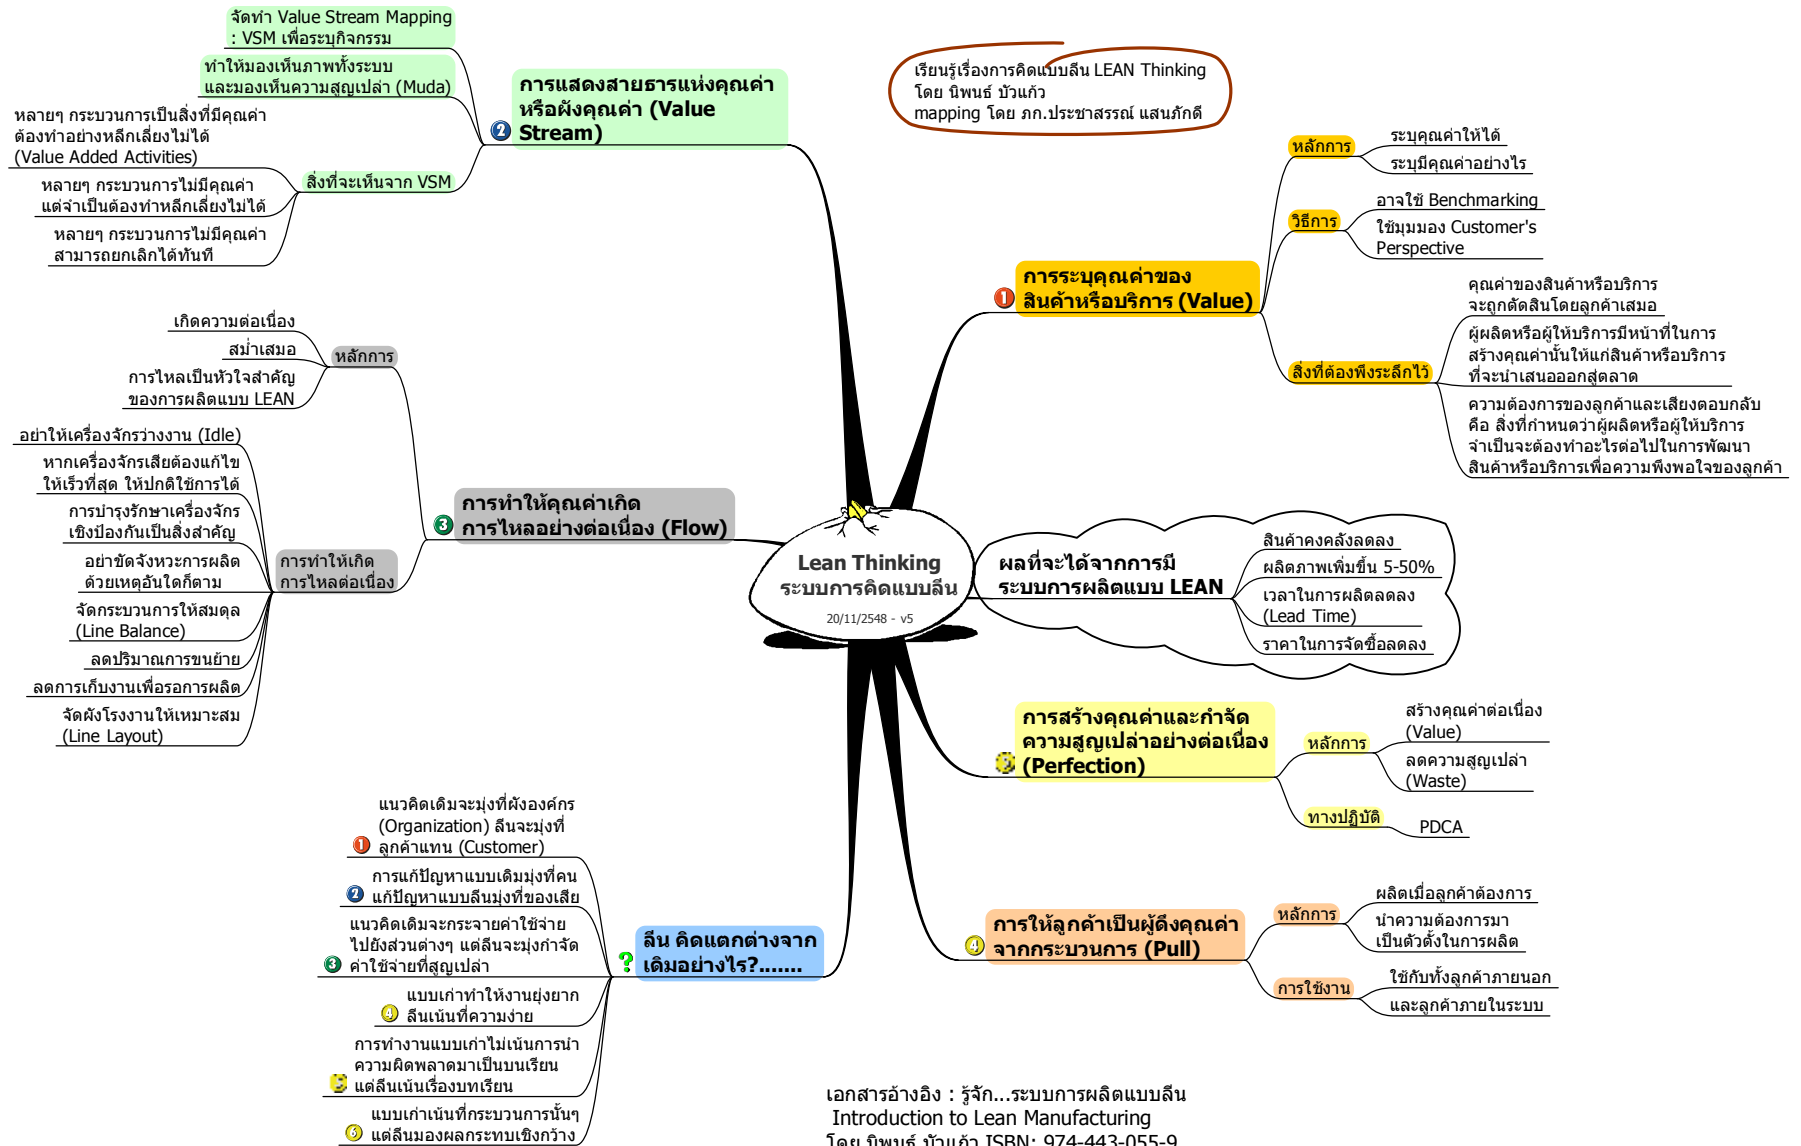 เรียนรู้เรื่องการคิดแบบลีน LEAN Thinking
โดย นิพนธ์ บัวแก้ว
mapping โดย ภก.ประชาสรรณ์ แสนภักดี
Lean Thinking
ระบบการคิดแบบลีน
20/11/2548 - v5
1
การระบุคุณค่าของ
สินค้าหรือบริการ (Value)
หลักการ
ระบุคุณค่าให้ได้
ระบุมีคุณค่าอย่างไร
วิธีการ
อาจใช้ Benchmarking
ใช้มุมมอง Customer's
Perspective
สิ่งที่ต้องพึงระลึกไว้
คุณค่าของสินค้าหรือบริการ
จะถูกตัดสินโดยลูกค้าเสมอ
ผู้ผลิตหรือผู้ให้บริการมีหน้าที่ในการ
สร้างคุณค่านั้นให้แก่สินค้าหรือบริการ
ที่จะนำเสนอออกสู่ตลาด
ความต้องการของลูกค้าและเสียงตอบกลับ
คือ สิ่งที่กำหนดว่าผู้ผลิตหรือผู้ให้บริการ
จำเป็นจะต้องทำอะไรต่อไปในการพัฒนา
สินค้าหรือบริการเพื่อความพึงพอใจของลูกค้า
2
การแสดงสายธารแห่งคุณค่า
หรือผังคุณค่า (Value
Stream)
จัดทำ Value Stream Mapping
: VSM เพื่อระบุกิจกรรม
ทำให้มองเห็นภาพทั้งระบบ
และมองเห็นความสูญเปล่า (Muda)
สิ่งที่จะเห็นจาก VSM
หลายๆ กระบวนการเป็นสิ่งที่มีคุณค่า
ต้องทำอย่างหลีกเลี่ยงไม่ได้
(Value Added Activities)
หลายๆ กระบวนการไม่มีคุณค่า
แต่จำเป็นต้องทำหลีกเลี่ยงไม่ได้
หลายๆ กระบวนการไม่มีคุณค่า
สามารถยกเลิกได้ทันที
3
การทำให้คุณค่าเกิด
การไหลอย่างต่อเนื่อง (Flow)
หลักการ
เกิดความต่อเนื่อง
สม่ำเสมอ
การไหลเป็นหัวใจสำคัญ
ของการผลิตแบบ LEAN
การทำให้เกิด
การไหลต่อเนื่อง
อย่าให้เครื่องจักรว่างงาน (Idle)
หากเครื่องจักรเสียต้องแก้ไข
ให้เร็วที่สุด ให้ปกติใช้การได้
การบำรุงรักษาเครื่องจักร
เชิงป้องกันเป็นสิ่งสำคัญ
อย่าขัดจังหวะการผลิต
ด้วยเหตุอันใดก็ตาม
จัดกระบวนการให้สมดุล
(Line Balance)
ลดปริมาณการขนย้าย
ลดการเก็บงานเพื่อรอการผลิต
จัดผังโรงงานให้เหมาะสม
(Line Layout)
ผลที่จะได้จากการมี
ระบบการผลิตแบบ LEAN
สินค้าคงคลังลดลง
ผลิตภาพเพิ่มขึ้น 5-50%
เวลาในการผลิตลดลง
(Lead Time)
ราคาในการจัดซื้อลดลง
5
การสร้างคุณค่าและกำจัด
ความสูญเปล่าอย่างต่อเนื่อง
(Perfection)
หลักการ
สร้างคุณค่าต่อเนื่อง
(Value)
ลดความสูญเปล่า
(Waste)
ทางปฏิบัติ
PDCA
4
การให้ลูกค้าเป็นผู้ดึงคุณค่า
จากกระบวนการ (Pull)
หลักการ
ผลิตเมื่อลูกค้าต้องการ
นำความต้องการมา
เป็นตัวตั้งในการผลิต
การใช้งาน
ใช้กับทั้งลูกค้าภายนอก
และลูกค้าภายในระบบ
?
ลีน คิดแตกต่างจาก
เดิมอย่างไร?.......
แนวคิดเดิมจะมุ่งที่ผังองค์กร
(Organization) ลีนจะมุ่งที่
1 ลูกค้าแทน (Customer)
การแก้ปัญหาแบบเดิมมุ่งที่คน
2 แก้ปัญหาแบบลีนมุ่งที่ของเสีย
แนวคิดเดิมจะกระจายค่าใช้จ่าย
ไปยังส่วนต่างๆ แต่ลีนจะมุ่งกำจัด
3 ค่าใช้จ่ายที่สูญเปล่า
แบบเก่าทำให้งานยุ่งยาก
4 ลีนเน้นที่ความง่าย
การทำงานแบบเก่าไม่เน้นการนำ
ความผิดพลาดมาเป็นบนเรียน
5 แต่ลีนเน้นเรื่องบทเรียน
แบบเก่าเน้นที่กระบวนการนั้นๆ
6 แต่ลีนมองผลกระทบเชิงกว้าง
เอกสารอ้างอิง : รู้จัก...ระบบการผลิตแบบลีน
Introduction to Lean Manufacturing
โดย นิพนธ์ บัวแก้ว ISBN: 974-443-055-9